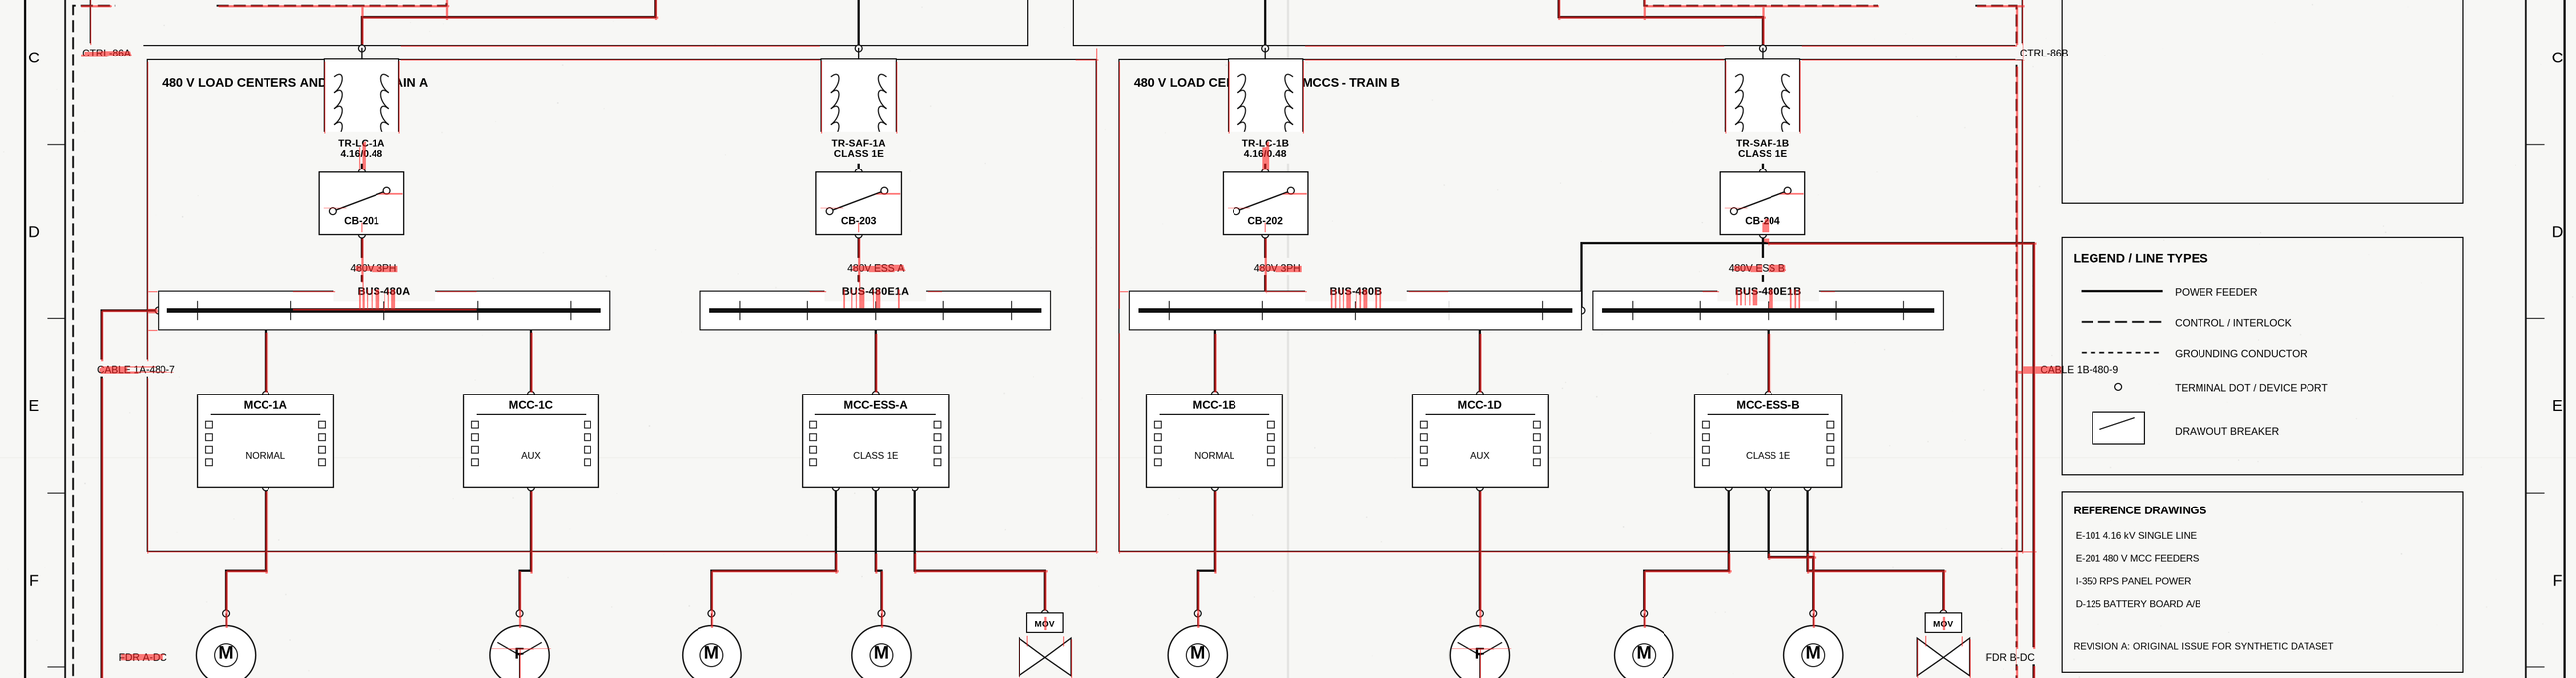 C
CTRL-86A
CTRL-86B
C
480 V LOAD CENTERS AND AIN A
480 V LOAD CE MCCS - TRAIN B
TR-LC-1A
4.16/0.48
TR-SAF-1A
CLASS 1E
TR-LC-1B
4.16/0.48
TR-SAF-1B
CLASS 1E
CB-201
CB-203
CB-202
CB-204
D
D
480V 3PH
480V ESS A
480V 3PH
480V ESS B
BUS-480A
BUS-480E1A
BUS-480B
BUS-480E1B
LEGEND / LINE TYPES
POWER FEEDER
CONTROL / INTERLOCK
GROUNDING CONDUCTOR
TERMINAL DOT / DEVICE PORT
DRAWOUT BREAKER
CABLE 1A-480-7
CABLE 1B-480-9
E
E
MCC-1A
NORMAL
MCC-1C
AUX
MCC-ESS-A
CLASS 1E
MCC-1B
NORMAL
MCC-1D
AUX
MCC-ESS-B
CLASS 1E
REFERENCE DRAWINGS
E-101 4.16 kV SINGLE LINE
E-201 480 V MCC FEEDERS
I-350 RPS PANEL POWER
D-125 BATTERY BOARD A/B
REVISION A: ORIGINAL ISSUE FOR SYNTHETIC DATASET
F
F
MOV
MOV
FDR A-DC
M
F
M
M
M
F
M
M
FDR B-DC